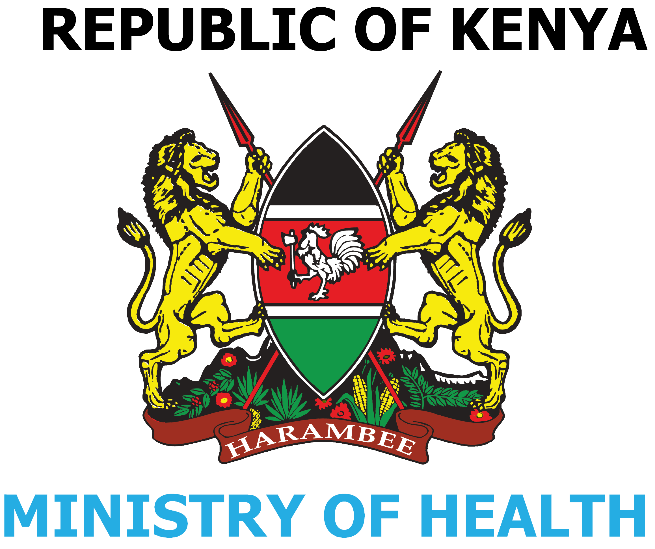 REPUBLIC OF KENYA
HARAMBEE
MINISTRY OF HEALTH